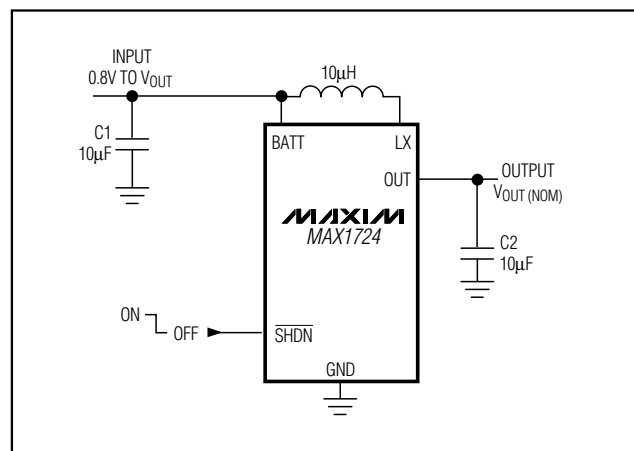 INPUT
0.8V TO VOUT
10μH
C1
10μF
BATT
LX
OUT
OUTPUT
VOUT (NOM)
MAXIM
MAX1724
C2
10μF
ON
OFF
SHDN
GND